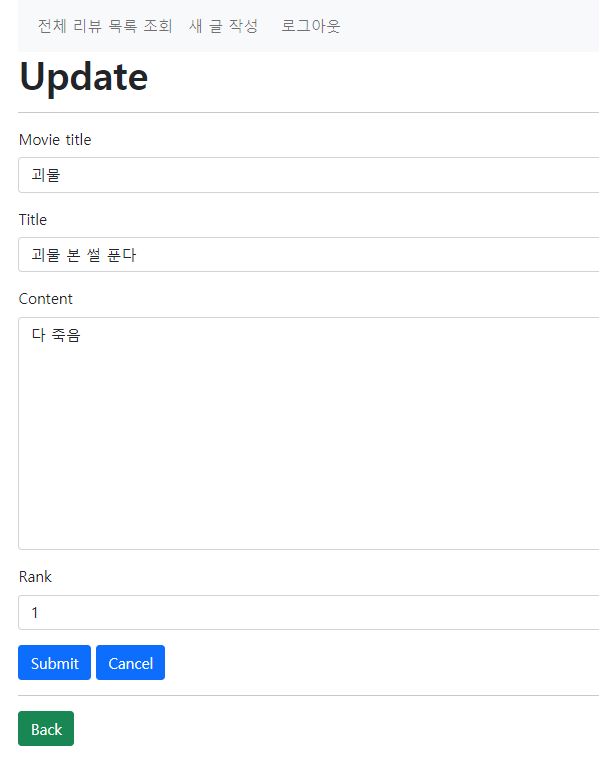 전체 리뷰 목록 조회 새 글 작성 로그아웃
Update
Movie title
괴물
Title
괴물 본 썰 푼다
Content
다 죽음
Rank
1
Submit Cancel
Back